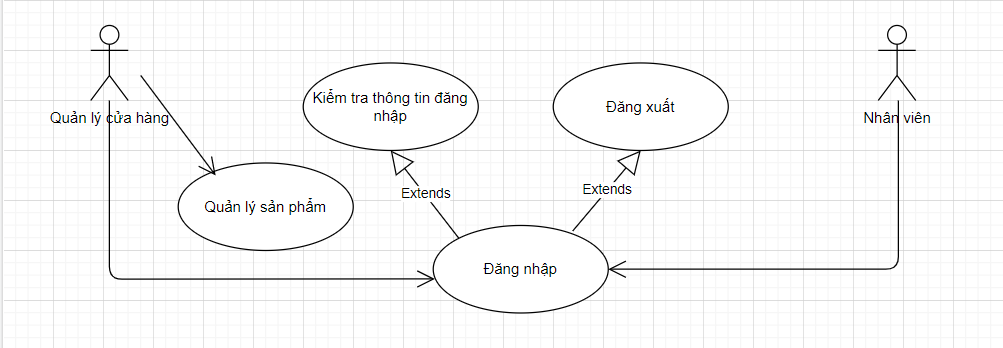 Kiểm tra thông tin đăng
nhập
Đăng xuất
Quản lý cửa hàng
Nhân viên
Extends
Extends
Quản lý sản phẩm
Đăng nhập